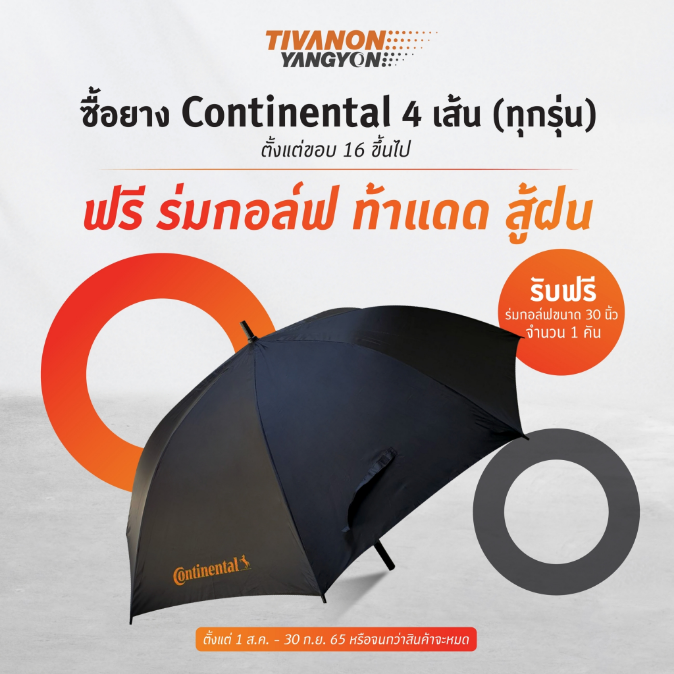 TIVANON
YANGYON
ซื้อยาง Continental 4 เส้น (ทุกรุ่น)
ตั้งแต่ขอบ 16 ขึ้นไป
ฟรี ร่มกอล์ฟ ท้าแดด สู้ฝน
รับฟรี
ร่มกอล์ฟขนาด 30 นิ้ว
จำนวน 1 คัน
Continental
ตั้งแต่ 1 ส.ค. - 30 ก.ย. 65 หรือจนกว่าสินค้าจะหมด